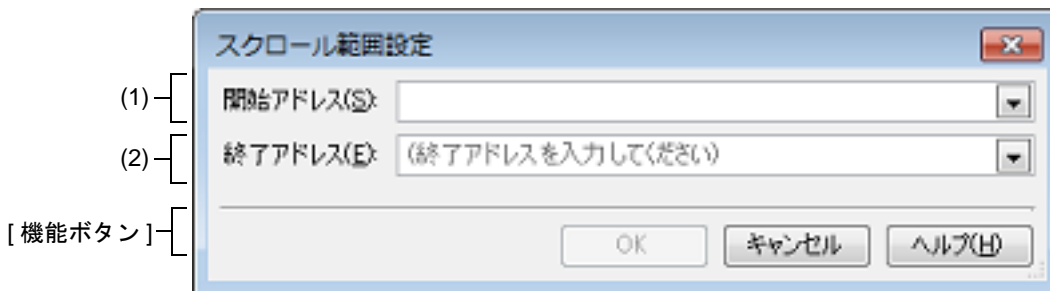 スクロール範囲設定
(1) 開始アドレス(S):
(2) 終了アドレス(E): (終了アドレスを入力してください)
[ 機能ボタン ] OK キャンセル ヘルプ(H)